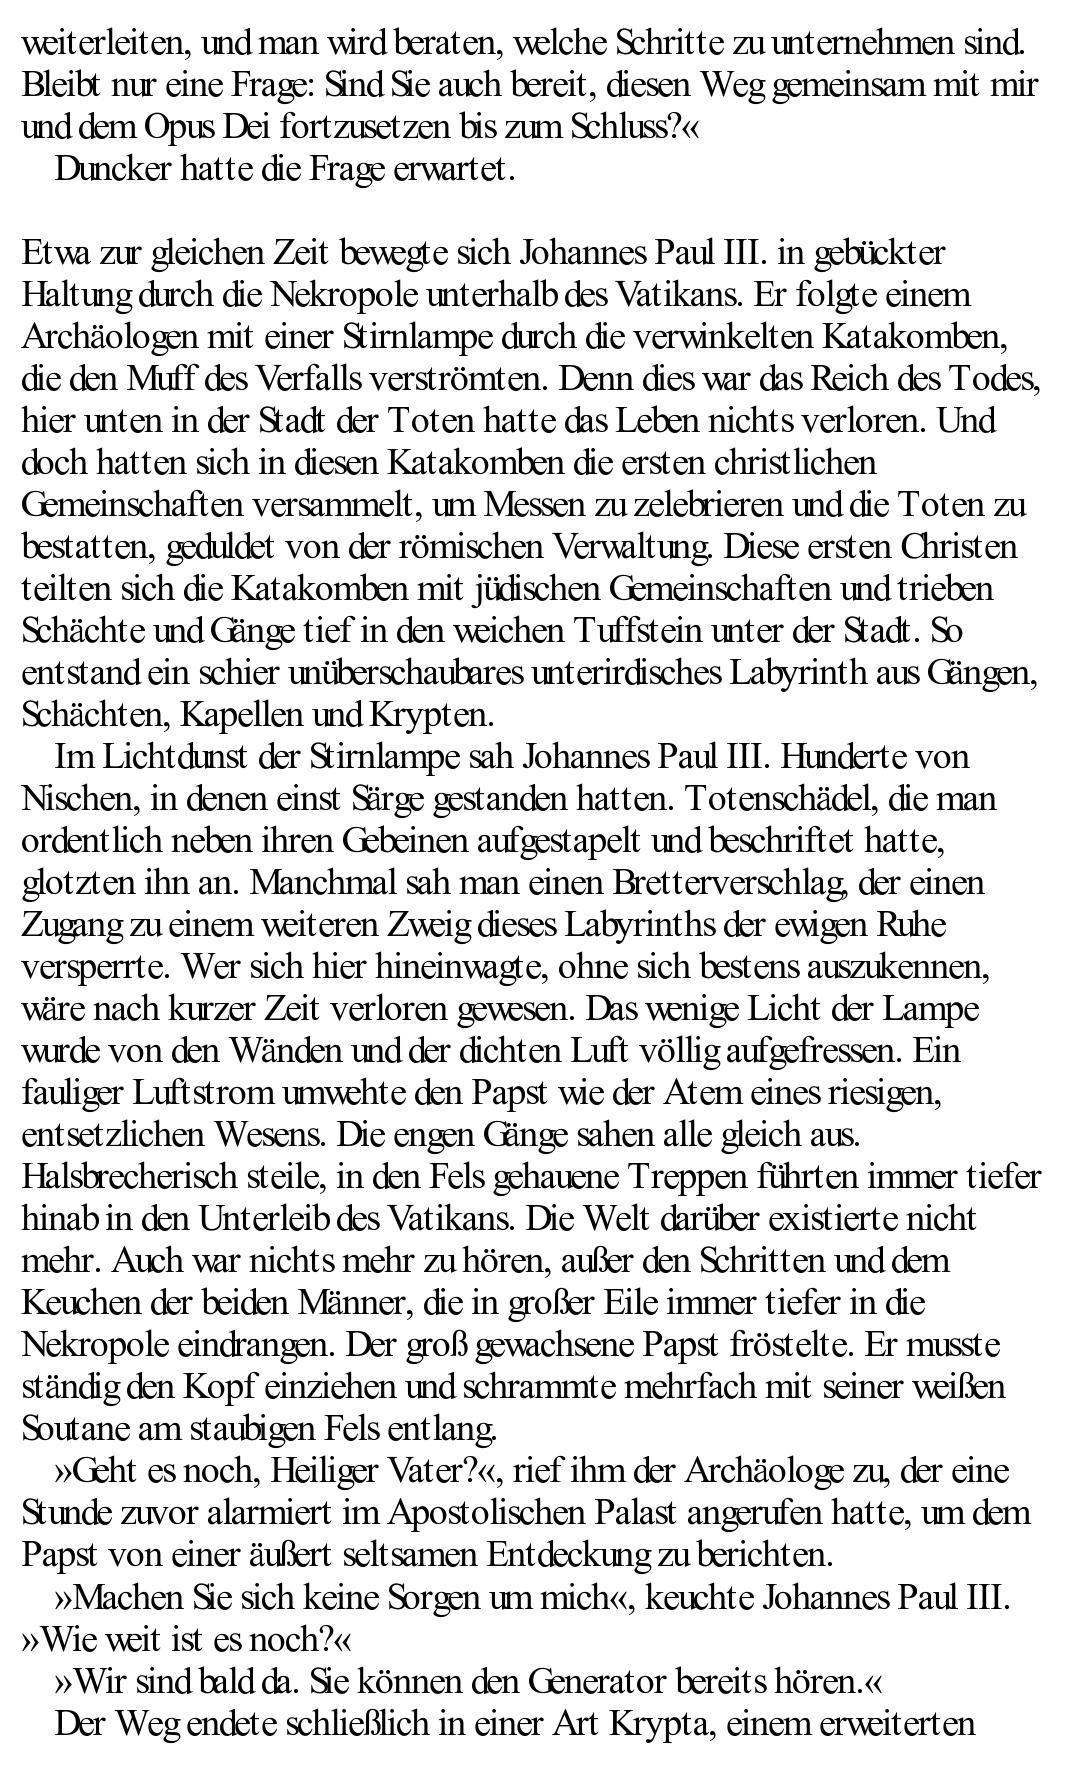 weiterleiten, und man wird beraten, welche Schritte zu unternehmen sind.
Bleibt nur eine Frage: Sind Sie auch bereit, diesen Weg gemeinsam mit mir
und dem Opus Dei fortzusetzen bis zum Schluss?«
Duncker hatte die Frage erwartet.
Etwa zur gleichen Zeit bewegte sich Johannes Paul III. in gebückter
Haltung durch die Nekropole unterhalb des Vatikans. Er folgte einem
Archäologen mit einer Stirnlampe durch die verwinkelten Katakomben,
die den Muff des Verfalls verströmten. Denn dies war das Reich des Todes,
hier unten in der Stadt der Toten hatte das Leben nichts verloren. Und
doch hatten sich in diesen Katakomben die ersten christlichen
Gemeinschaften versammelt, um Messen zu zelebrieren und die Toten zu
bestatten, geduldet von der römischen Verwaltung. Diese ersten Christen
teilten sich die Katakomben mit jüdischen Gemeinschaften und trieben
Schächte und Gänge tief in den weichen Tuffstein unter der Stadt. So
entstand ein schier unüberschaubares unterirdisches Labyrinth aus Gängen,
Schächten, Kapellen und Krypten.
Im Lichtdunst der Stirnlampe sah Johannes Paul III. Hunderte von
Nischen, in denen einst Särge gestanden hatten. Totenschädel, die man
ordentlich neben ihren Gebeinen aufgestapelt und beschriftet hatte,
glotzten ihn an. Manchmal sah man einen Bretterverschlag, der einen
Zugang zu einem weiteren Zweig dieses Labyrinths der ewigen Ruhe
versperrte. Wer sich hier hineinwagte, ohne sich bestens auszukennen,
wäre nach kurzer Zeit verloren gewesen. Das wenige Licht der Lampe
wurde von den Wänden und der dichten Luft völlig aufgefressen. Ein
fauliger Luftstrom umwehte den Papst wie der Atem eines riesigen,
entsetzlichen Wesens. Die engen Gänge sahen alle gleich aus.
Halsbrecherisch steile, in den Fels gehauene Treppen führten immer tiefer
hinab in den Unterleib des Vatikans. Die Welt darüber existierte nicht
mehr. Auch war nichts mehr zu hören, außer den Schritten und dem
Keuchen der beiden Männer, die in großer Eile immer tiefer in die
Nekropole eindrangen. Der groß gewachsene Papst fröstelte. Er musste
ständig den Kopf einziehen und schrammte mehrfach mit seiner weißen
Soutane am staubigen Fels entlang.
»Geht es noch, Heiliger Vater?«, rief ihm der Archäologe zu, der eine
Stunde zuvor alarmiert im Apostolischen Palast angerufen hatte, um dem
Papst von einer äußert seltsamen Entdeckung zu berichten.
»Machen Sie sich keine Sorgen um mich«, keuchte Johannes Paul III.
»Wie weit ist es noch?«
»Wir sind bald da. Sie können den Generator bereits hören.«
Der Weg endete schließlich in einer Art Krypta, einem erweiterten